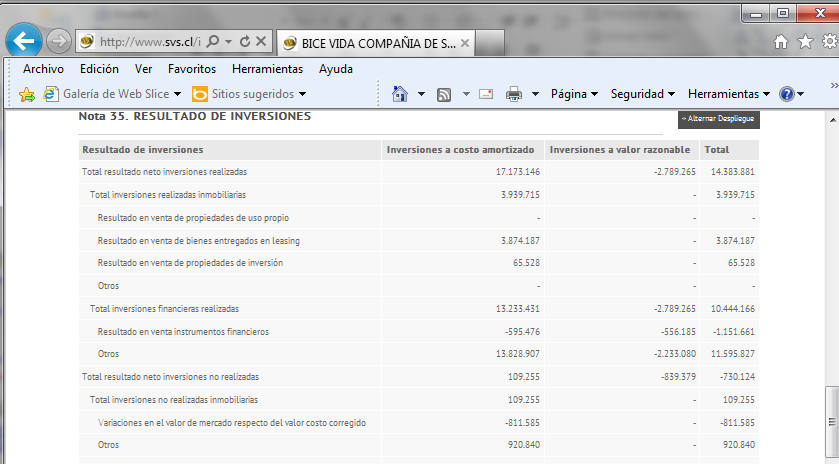 http://www.svs.cl/i
BICE VIDA COMPAÑIA DE S...
Archivo Edición Ver Favoritos Herramientas Ayuda
Galería de Web Slice Sitios sugeridos Página Seguridad Herramientas
Nota 35. RESULTADO DE INVERSIONES
» Alternar Despliegue
Resultado de inversiones Inversiones a costo amortizado Inversiones a valor razonable Total
Total resultado neto inversiones realizadas 17.173.146 -2.789.265 14.383.881
Total inversiones realizadas inmobiliarias 3.939.715 - 3.939.715
Resultado en venta de propiedades de uso propio - - -
Resultado en venta de bienes entregados en leasing 3.874.187 - 3.874.187
Resultado en venta de propiedades de inversión 65.528 - 65.528
Otros - - -
Total inversiones financieras realizadas 13.233.431 -2.789.265 10.444.166
Resultado en venta instrumentos financieros -595.476 -556.185 -1.151.661
Otros 13.828.907 -2.233.080 11.595.827
Total resultado neto inversiones no realizadas 109.255 -839.379 -730.124
Total inversiones no realizadas inmobiliarias 109.255 - 109.255
Variaciones en el valor de mercado respecto del valor costo corregido -811.585 - -811.585
Otros 920.840 - 920.840